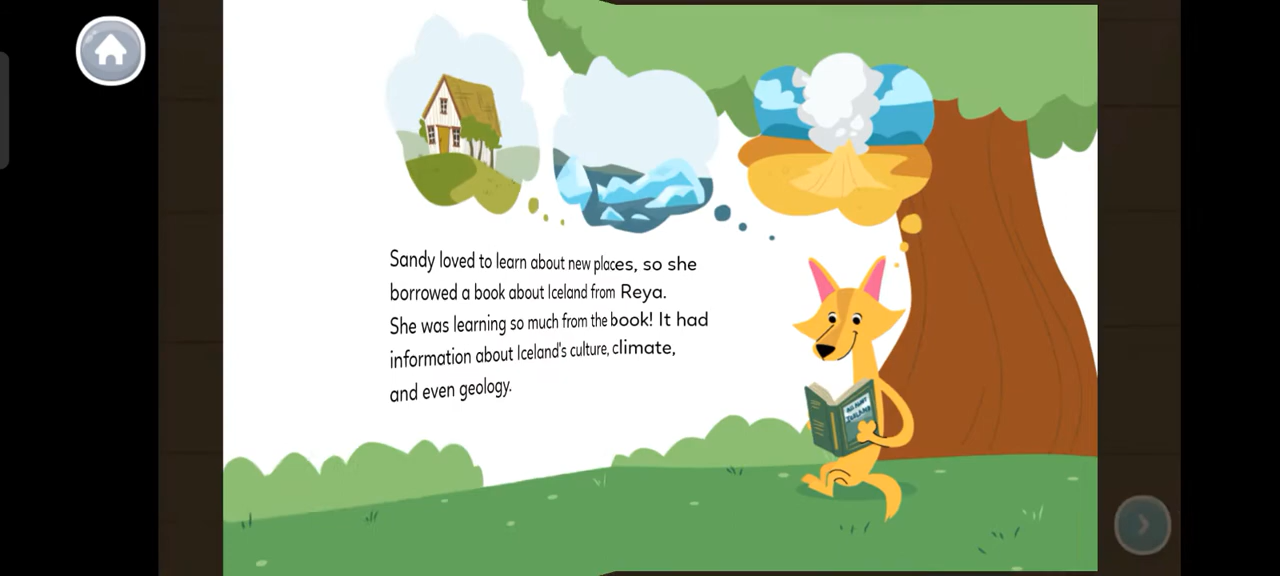 Sandy loved to learn about new places, so she
borrowed a book about Iceland from Reya.
She was learning so much from the book! It had
information about Iceland's culture, climate,
and even geology.
ICELAND